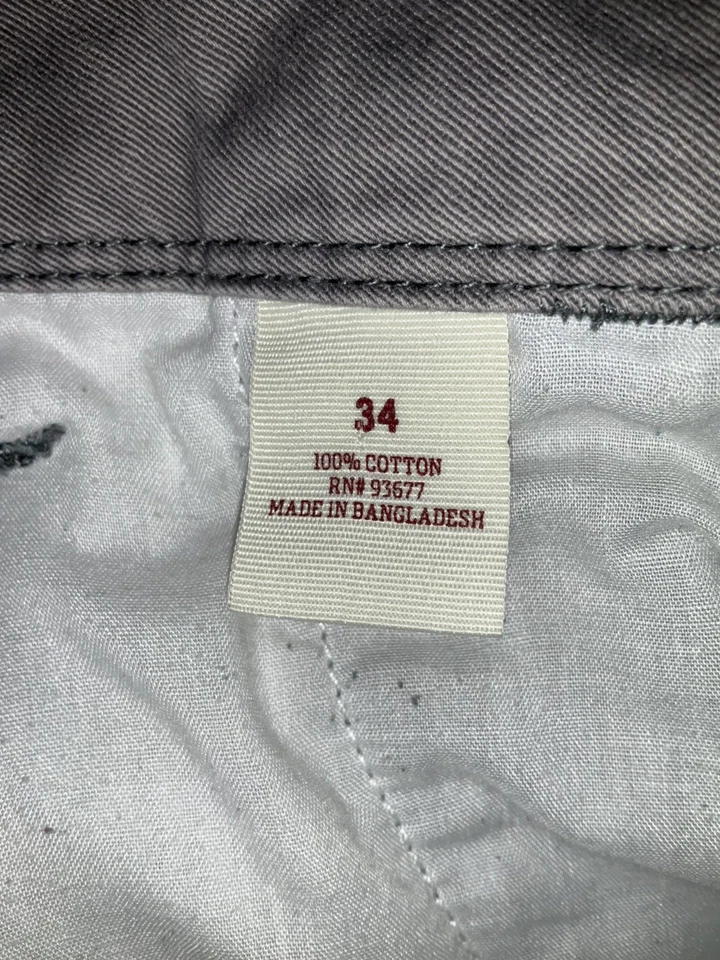 34
100% COTTON
RN# 93677
MADE IN BANGLADESH